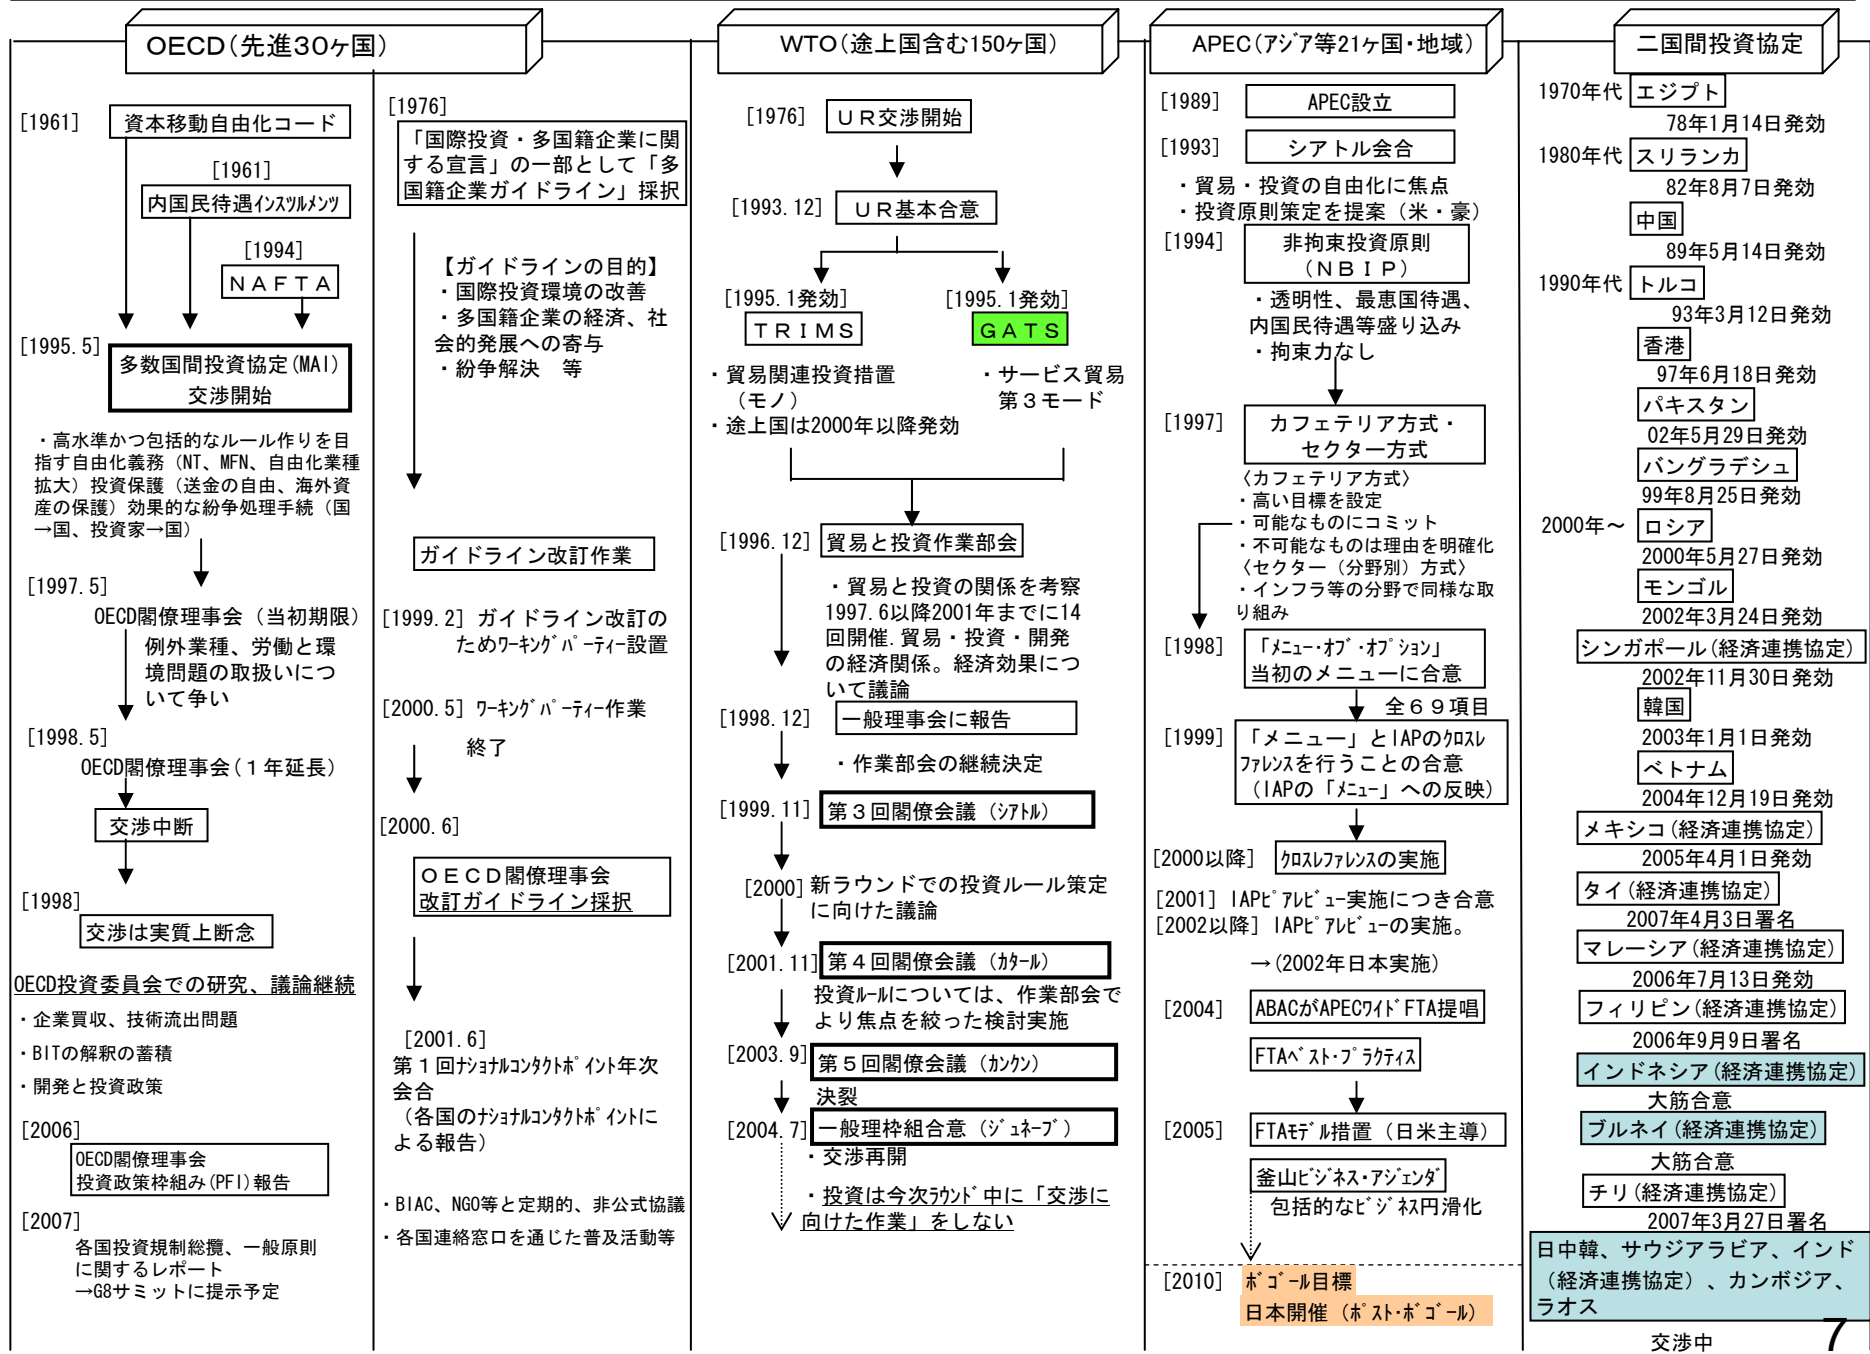 OECD(先進30ヶ国)
[1961]
資本移動自由化コード
[1961]
内国民待遇ｲﾝｽﾂﾙﾒﾝﾂ
[1994]
ＮＡＦＴＡ
[1995.5]
多数国間投資協定(MAI)
交渉開始
・高水準かつ包括的なルール作りを目
指す自由化義務（NT、MFN、自由化業種
拡大）投資保護（送金の自由、海外資
産の保護）効果的な紛争処理手続（国
→国、投資家→国）
[1997.5]
OECD閣僚理事会（当初期限）
例外業種、労働と環
境問題の取扱いにつ
いて争い
[1998.5]
OECD閣僚理事会(１年延長)
交渉中断
[1998]
交渉は実質上断念
OECD投資委員会での研究、議論継続
・企業買収、技術流出問題
・BITの解釈の蓄積
・開発と投資政策
[2006]
OECD閣僚理事会
投資政策枠組み(PFI)報告
[2007]
各国投資規制総攬、一般原則
に関するレポート
→G8サミットに提示予定
[1976]
「国際投資・多国籍企業に関
する宣言」の一部として「多
国籍企業ガイドライン」採択
【ガイドラインの目的】
・国際投資環境の改善
・多国籍企業の経済、社
会的発展への寄与
・紛争解決　等
ガイドライン改訂作業
[1999.2] ガイドライン改訂の
ためﾜｰｷﾝｸﾞﾊﾟｰﾃｨｰ設置
[2000.5] ﾜｰｷﾝｸﾞﾊﾟｰﾃｨｰ作業
終了
[2000.6]
ＯＥＣＤ閣僚理事会
改訂ガイドライン採択
[2001.6]
第１回ﾅｼｮﾅﾙｺﾝﾀｸﾄﾎﾟｲﾝﾄ年次
会合
（各国のﾅｼｮﾅﾙｺﾝﾀｸﾄﾎﾟｲﾝﾄに
よる報告）
・BIAC、NGO等と定期的、非公式協議
・各国連絡窓口を通じた普及活動等
WTO(途上国含む150ヶ国)
[1976]
ＵＲ交渉開始
[1993.12]
ＵＲ基本合意
[1995.1発効]
ＴＲＩＭＳ
[1995.1発効]
ＧＡＴＳ
・貿易関連投資措置
（モノ）
・途上国は2000年以降発効
・サービス貿易
第３モード
[1996.12]
貿易と投資作業部会
・貿易と投資の関係を考察
1997.6以降2001年までに14
回開催.貿易・投資・開発
の経済関係。経済効果につ
いて議論
[1998.12]
一般理事会に報告
・作業部会の継続決定
[1999.11]
第３回閣僚会議（ｼｱﾄﾙ）
[2000]
新ラウンドでの投資ルール策定
に向けた議論
[2001.11]
第４回閣僚会議（ｶﾀｰﾙ）
投資ﾙｰﾙについては、作業部会で
より焦点を絞った検討実施
[2003.9]
第５回閣僚会議（ｶﾝｸﾝ）
決裂
[2004.7]
一般理枠組合意（ｼﾞｭﾈｰﾌﾞ）
・交渉再開
・投資は今次ﾗｳﾝﾄﾞ中に「交渉に
向けた作業」をしない
APEC(ｱｼﾞｱ等21ヶ国・地域)
[1989]
APEC設立
[1993]
シアトル会合
・貿易・投資の自由化に焦点
・投資原則策定を提案（米・豪）
[1994]
非拘束投資原則
（ＮＢＩＰ）
・透明性、最恵国待遇、
内国民待遇等盛り込み
・拘束力なし
[1997]
カフェテリア方式・
セクター方式
〈カフェテリア方式〉
・高い目標を設定
・可能なものにコミット
・不可能なものは理由を明確化
〈セクター（分野別）方式〉
・インフラ等の分野で同様な取
り組み
[1998]
「ﾒﾆｭｰ・ｵﾌﾞ・ｵﾌﾟｼｮﾝ」
当初のメニューに合意
全６９項目
[1999]
「メニュー」とIAPのｸﾛｽﾚ
ﾌｧﾚﾝｽを行うことの合意
（IAPの「ﾒﾆｭｰ」への反映）
[2000以降]
ｸﾛｽﾚﾌｧﾚﾝｽの実施
[2001] IAPﾋﾟｱﾚﾋﾞｭｰ実施につき合意
[2002以降] IAPﾋﾟｱﾚﾋﾞｭｰの実施。
→(2002年日本実施)
[2004]
ABACがAPECﾜｲﾄﾞFTA提唱
FTAﾍﾞｽﾄ・ﾌﾟﾗｸﾃｨｽ
[2005]
FTAﾓﾃﾞﾙ措置（日米主導）
釜山ﾋﾞｼﾞﾈｽ・ｱｼﾞｪﾝﾀﾞ
包括的なﾋﾞｼﾞﾈｽ円滑化
[2010]
ﾎﾞｺﾞｰﾙ目標
日本開催（ﾎﾟｽﾄ・ﾎﾞｺﾞｰﾙ）
二国間投資協定
1970年代
エジプト
78年1月14日発効
1980年代
スリランカ
82年8月7日発効
中国
89年5月14日発効
1990年代
トルコ
93年3月12日発効
香港
97年6月18日発効
パキスタン
02年5月29日発効
バングラデシュ
99年8月25日発効
2000年～
ロシア
2000年5月27日発効
モンゴル
2002年3月24日発効
シンガポール(経済連携協定)
2002年11月30日発効
韓国
2003年1月1日発効
ベトナム
2004年12月19日発効
メキシコ(経済連携協定)
2005年4月1日発効
タイ(経済連携協定)
2007年4月3日署名
マレーシア(経済連携協定)
2006年7月13日発効
フィリピン(経済連携協定)
2006年9月9日署名
インドネシア(経済連携協定)
大筋合意
ブルネイ(経済連携協定)
大筋合意
チリ(経済連携協定)
2007年3月27日署名
日中韓、サウジアラビア、インド
（経済連携協定）、カンボジア、
ラオス
交渉中
7